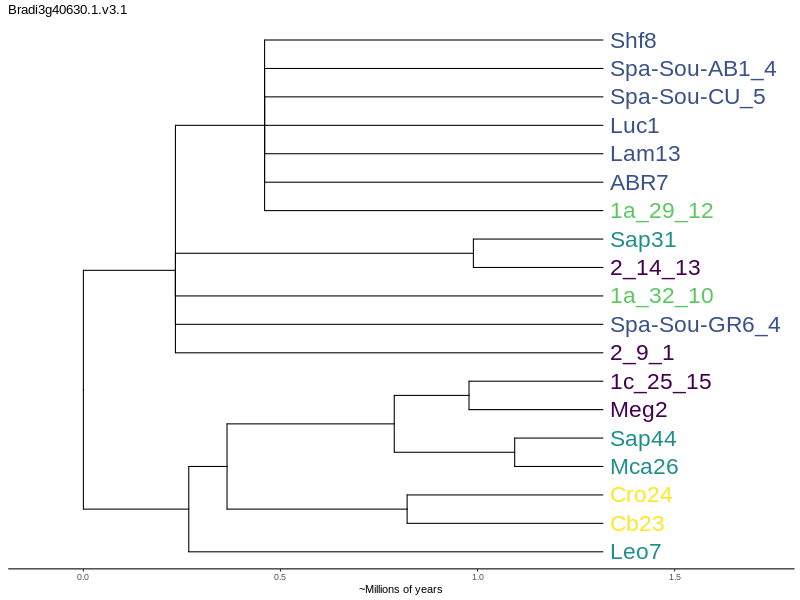 Bradi3g40630.1.v3.1
Shf8
Spa-Sou-AB1_4
Spa-Sou-CU_5
Luc1
Lam13
ABR7
1a_29_12
Sap31
2_14_13
1a_32_10
Spa-Sou-GR6_4
2_9_1
1c_25_15
Meg2
Sap44
Mca26
Cro24
Cb23
Leo7
0.0 0.5 1.0 1.5
~Millions of years